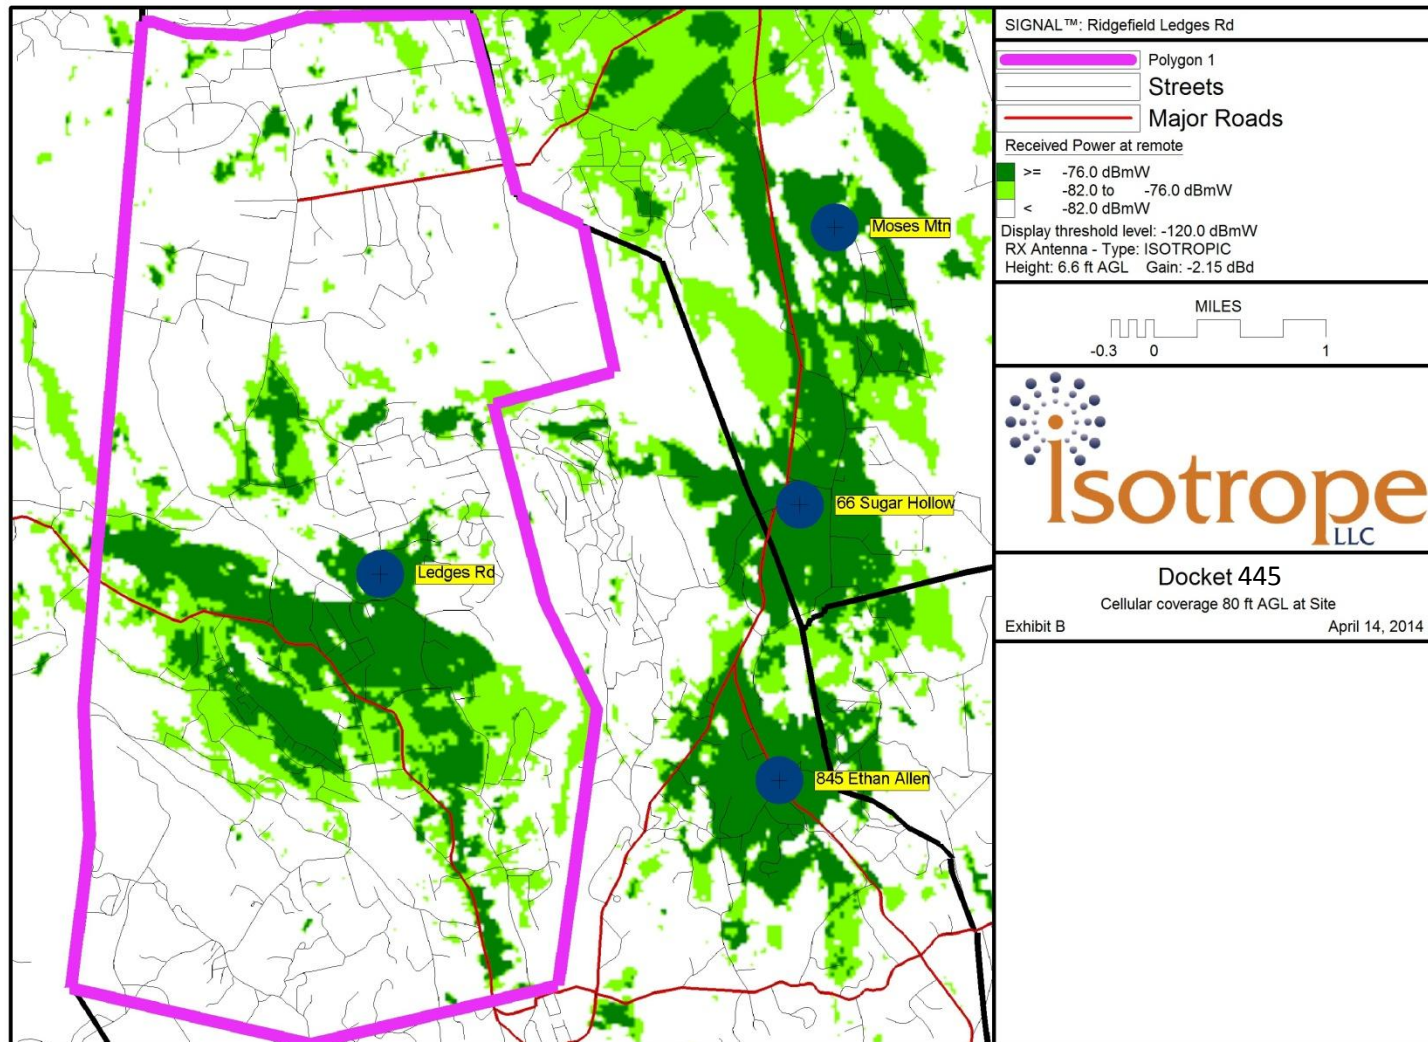 SIGNAL™: Ridgefield Ledges Rd
Polygon 1
Streets
Major Roads
Received Power at remote
>= -76.0 dBmW
-82.0 to -76.0 dBmW
< -82.0 dBmW
Display threshold level: -120.0 dBmW
RX Antenna - Type: ISOTROPIC
Height: 6.6 ft AGL Gain: -2.15 dBd
MILES
-0.3 0 1
Isotrope
LLC
Docket 445
Cellular coverage 80 ft AGL at Site
Exhibit B April 14, 2014
Moses Mtn
66 Sugar Hollow
Ledges Rd
845 Ethan Allen